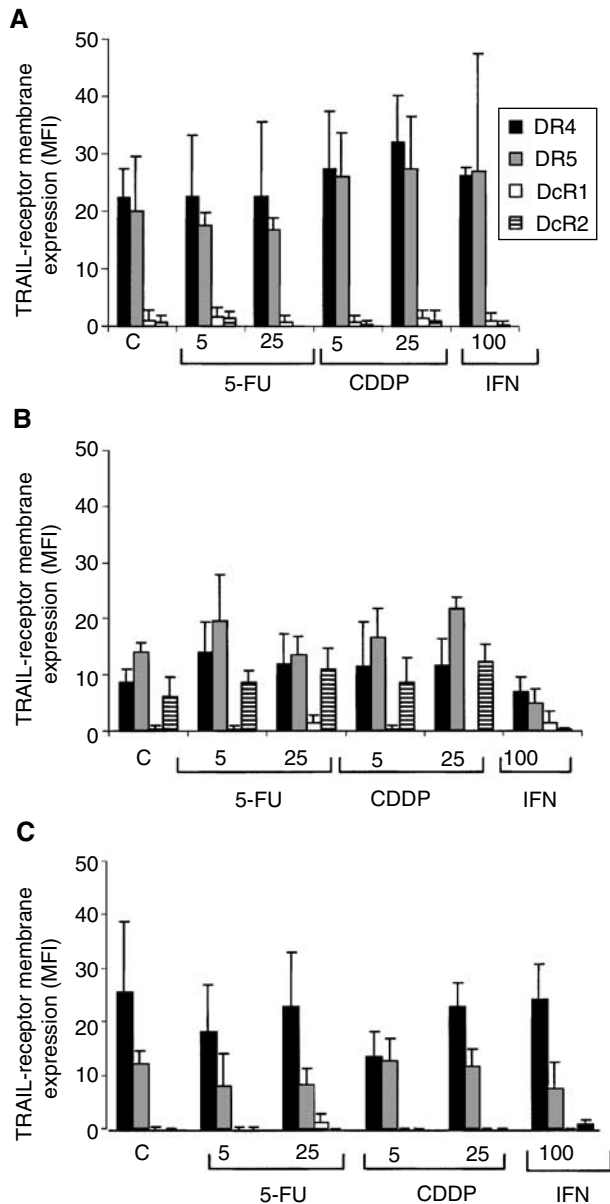 A
TRAIL-receptor membrane
expression (MFI)
50
40
30
20
10
0
DR4
DR5
DcR1
DcR2
C 5 25 5 25 100
5-FU CDDP IFN
B
TRAIL-receptor membrane
expression (MFI)
50
40
30
20
10
0
C 5 25 5 25 100
5-FU CDDP IFN
C
TRAIL-receptor membrane
expression (MFI)
50
40
30
20
10
0
C 5 25 5 25 100
5-FU CDDP IFN